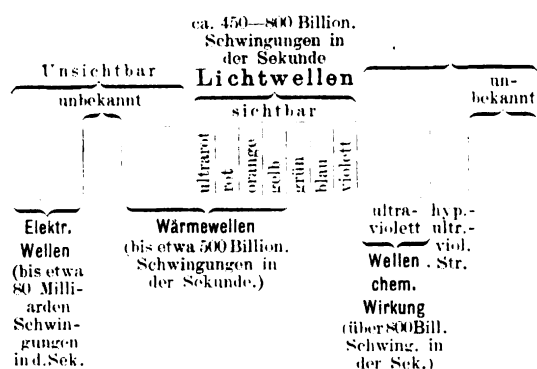 ca. 450—800 Billion.
Schwingungen in
der Sekunde
Lichtwellen
Unsichtbar
unbekannt
sichtbar
un-
bekannt
ultrarot
rot
orange
gelb
grün
blau
violett
Elektr.
Wellen
(bis etwa
80 Milli-
arden
Schwin-
gungen
in d. Sek.
Wärmewellen
(bis etwa 500 Billion.
Schwingungen in
der Sekunde.)
ultra-
violett
Wellen
chem.
Wirkung
(über 800 Bill.
Schwing. in
der Sek.)
hyp.-
ultr.-
viol.
Str.